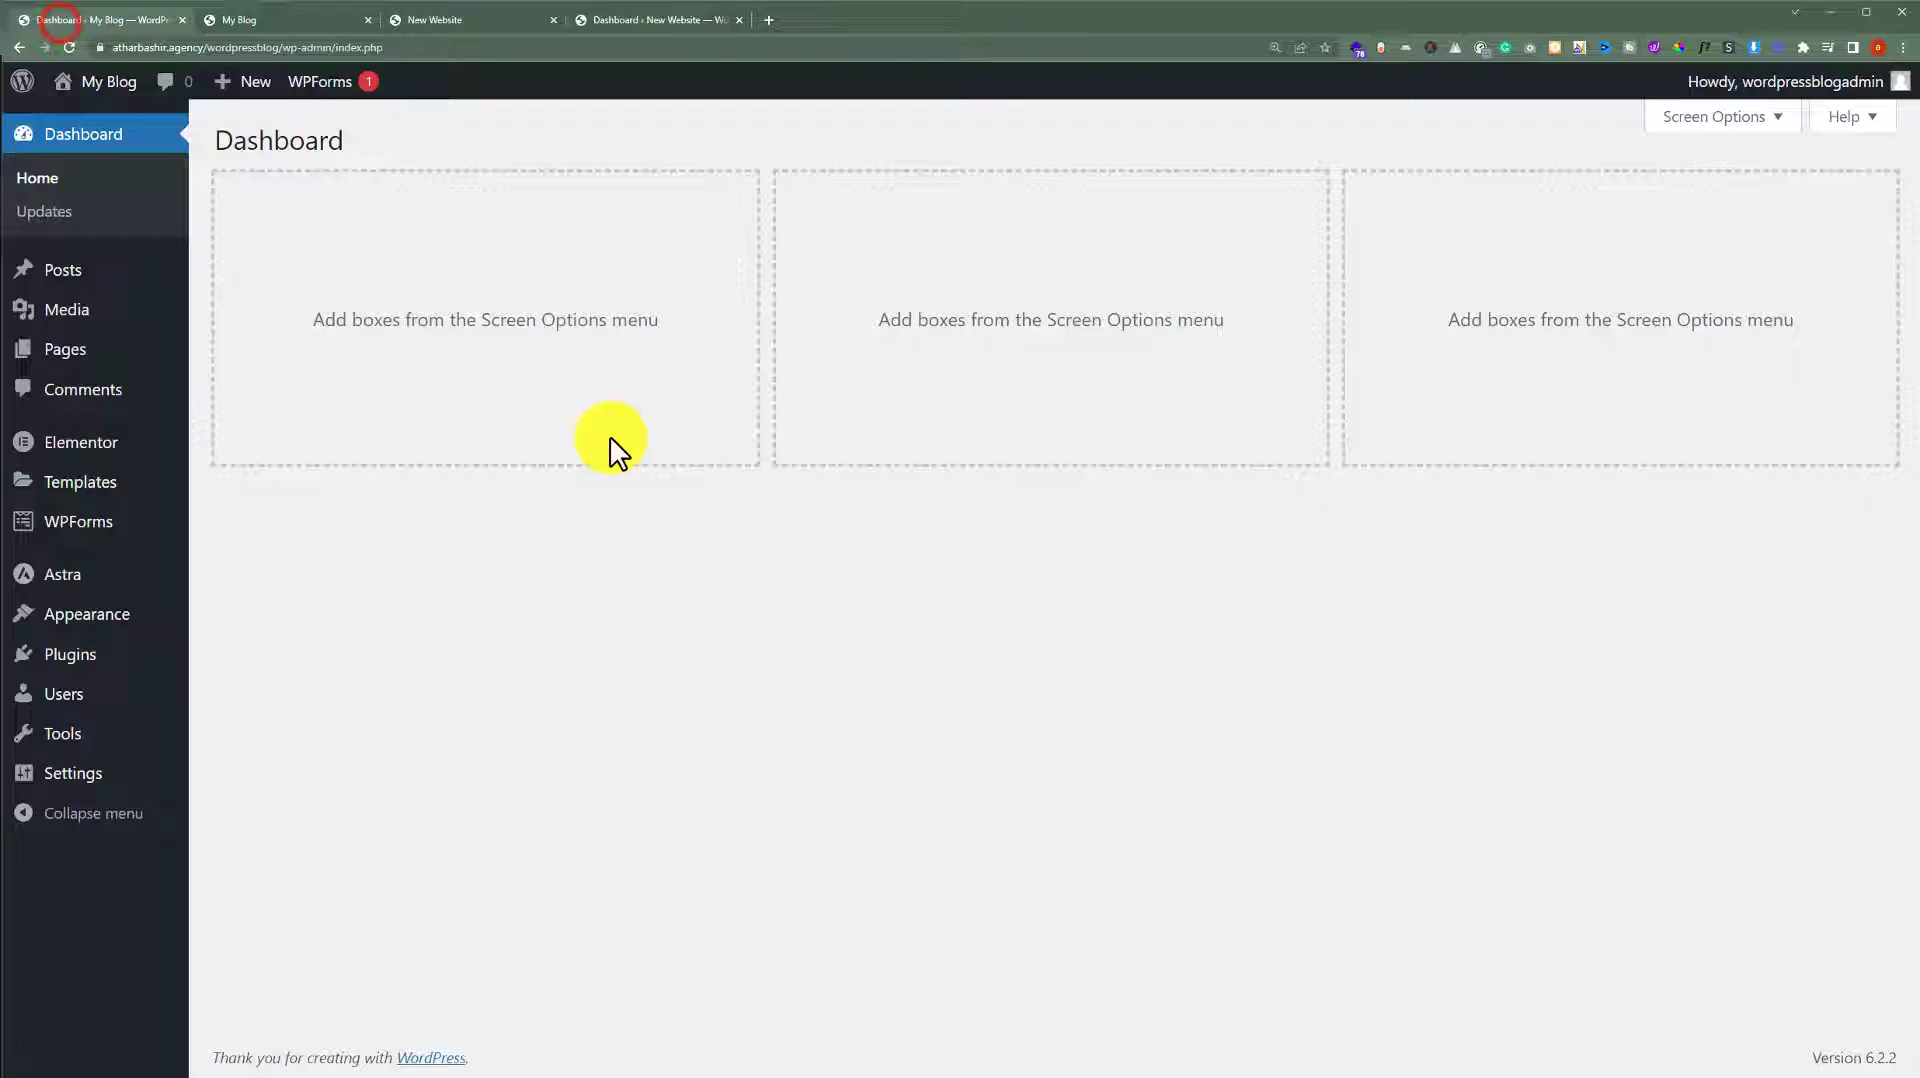 Dashboard ‹ My Blog — WordPr
My Blog
New Website
Dashboard ‹ New Website — Wo
atharbashir.agency/wordpressblog/wp-admin/index.php
78
a
My Blog
0
New
WPForms 1
Howdy, wordpressblogadmin
Screen Options ▼
Help ▼
Dashboard
Home
Updates
Posts
Media
Pages
Comments
Elementor
Templates
WPForms
Astra
Appearance
Plugins
Users
Tools
Settings
Collapse menu
Dashboard
Add boxes from the Screen Options menu
Add boxes from the Screen Options menu
Add boxes from the Screen Options menu
Thank you for creating with WordPress.
Version 6.2.2